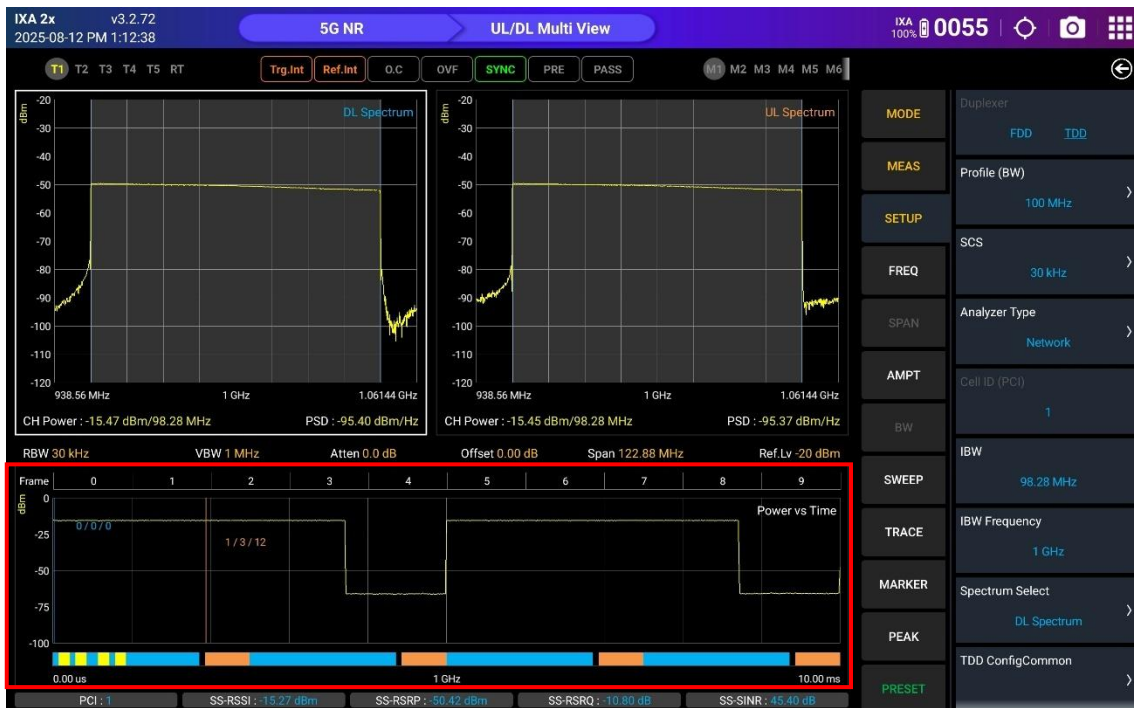 IXA 2x v3.2.72
2025-08-12 PM 1:12:38
5G NR UL/DL Multi View
IXA 100% 0055
T1 T2 T3 T4 T5 RT Trg.Int Ref.Int O.C OVF SYNC PRE PASS M1 M2 M3 M4 M5 M6
dBm
-20
-30
-40
-50
-60
-70
-80
-90
-100
-110
-120
DL Spectrum
938.56 MHz 1 GHz 1.06144 GHz
CH Power : -15.47 dBm/98.28 MHz PSD : -95.40 dBm/Hz
dBm
-20
-30
-40
-50
-60
-70
-80
-90
-100
-110
-120
UL Spectrum
938.56 MHz 1 GHz 1.06144 GHz
CH Power : -15.45 dBm/98.28 MHz PSD : -95.37 dBm/Hz
RBW 30 kHz VBW 1 MHz Atten 0.0 dB Offset 0.00 dB Span 122.88 MHz Ref.Lv -20 dBm
Frame 0 1 2 3 4 5 6 7 8 9
dBm
0
-25
-50
-75
-100
Power vs Time
0 / 0 / 0
1 / 3 / 12
0.00 us 1 GHz 10.00 ms
PCI : 1 SS-RSSI : -15.27 dBm SS-RSRP : -50.42 dBm SS-RSRQ : -10.80 dB SS-SINR : 45.40 dB
MODE
MEAS
SETUP
FREQ
SPAN
AMPT
BW
SWEEP
TRACE
MARKER
PEAK
PRESET
Duplexer
FDD TDD
Profile (BW)
100 MHz
SCS
30 kHz
Analyzer Type
Network
Cell ID (PCI)
1
IBW
98.28 MHz
IBW Frequency
1 GHz
Spectrum Select
DL Spectrum
TDD ConfigCommon